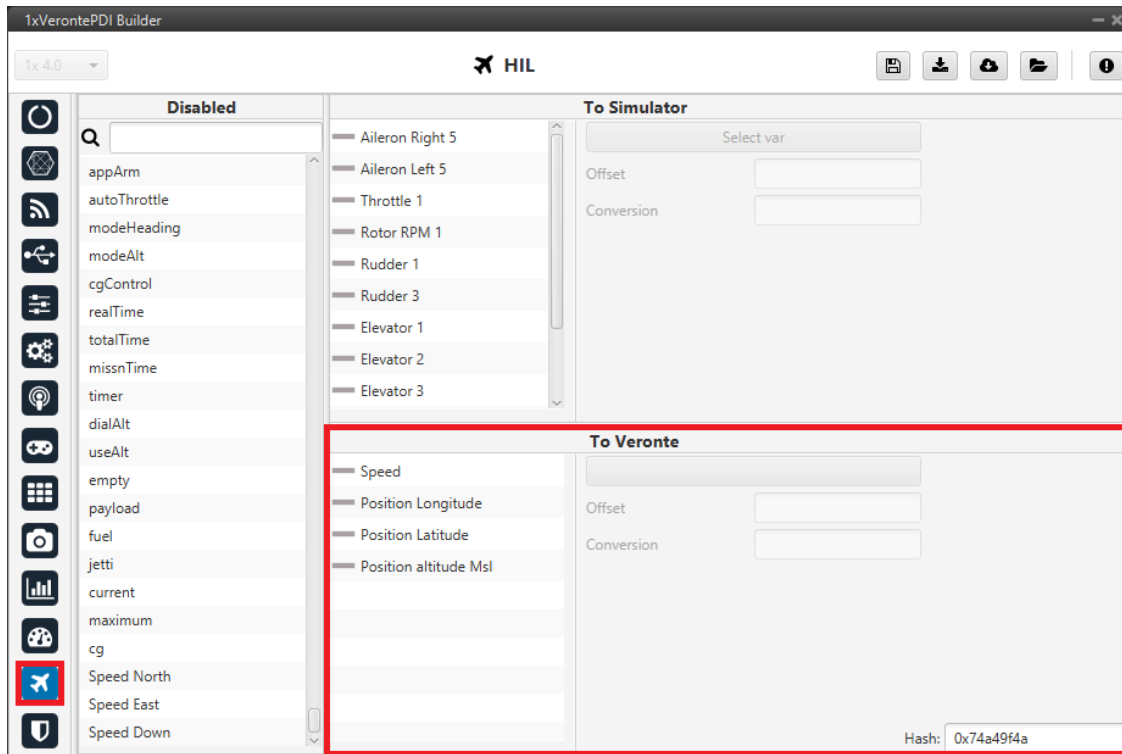 1xVerontePDI Builder
1x 4.0
HIL
Disabled
appArm
autoThrottle
modeHeading
modeAlt
cgControl
realTime
totalTime
missnTime
timer
dialAlt
useAlt
empty
payload
fuel
jetti
current
maximum
cg
Speed North
Speed East
Speed Down
To Simulator
Aileron Right 5
Aileron Left 5
Throttle 1
Rotor RPM 1
Rudder 1
Rudder 3
Elevator 1
Elevator 2
Elevator 3
Select var
Offset
Conversion
To Veronte
Speed
Position Longitude
Position Latitude
Position altitude Msl
Offset
Conversion
Hash: 0x74a49f4a